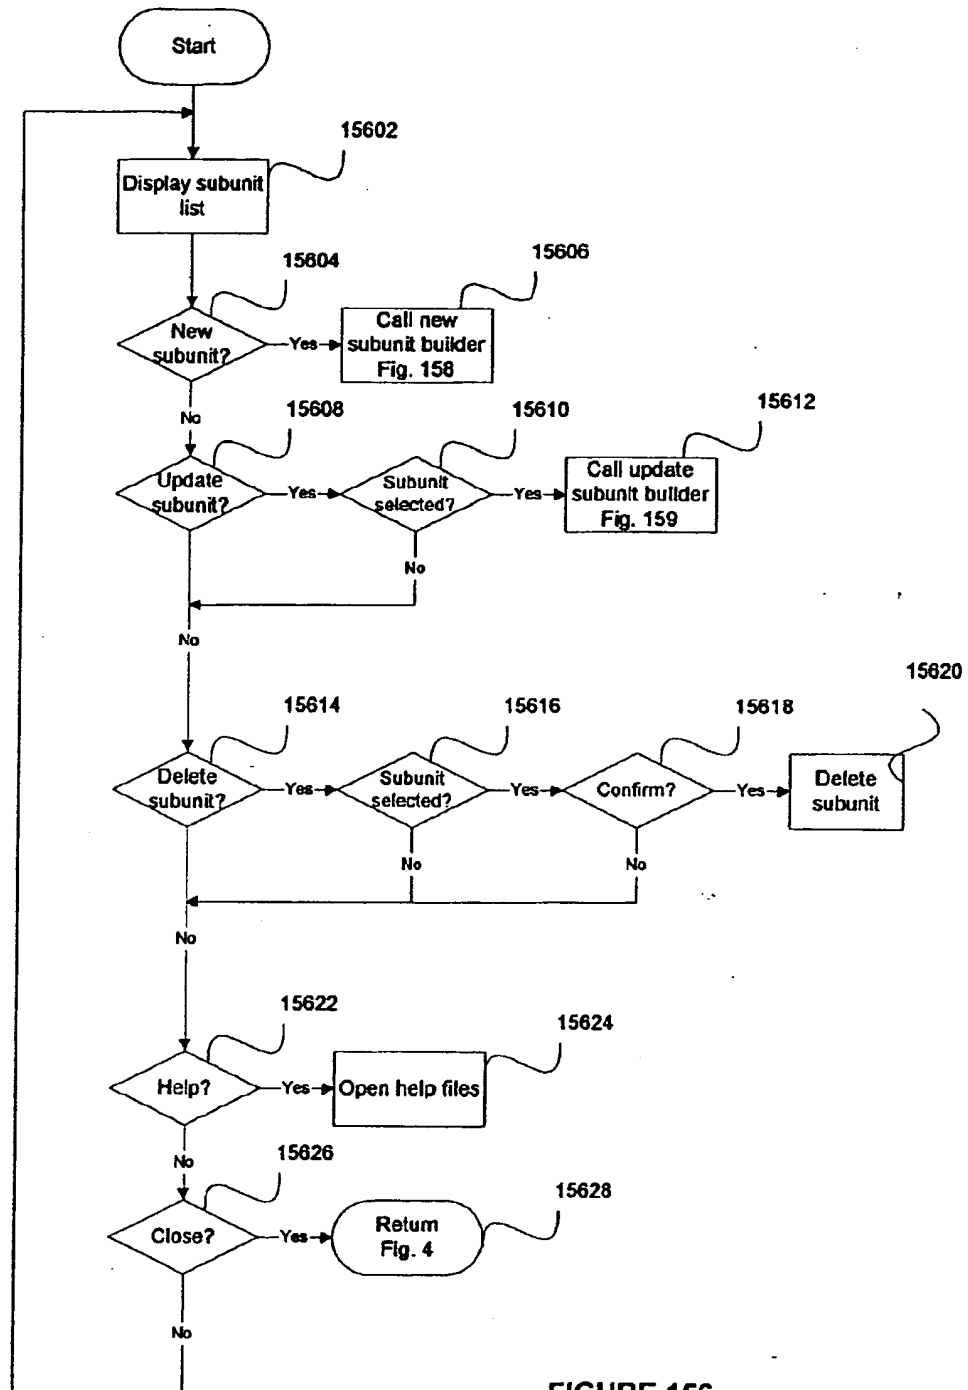 Start
15602
Display subunit
list
15604
15606
New
subunit?
Yes
Call new
subunit builder
Fig. 158
No
15608
15610
15612
Update
subunit?
Yes
Subunit
selected?
Yes
Call update
subunit builder
Fig. 159
No
No
15620
15614
15616
15618
Delete
subunit?
Yes
Subunit
selected?
Yes
Confirm?
Yes
Delete
subunit
No
No
No
15622
15624
Help?
Yes
Open help files
No
15626
15628
Close?
Yes
Return
Fig. 4
No
FIGURE 156